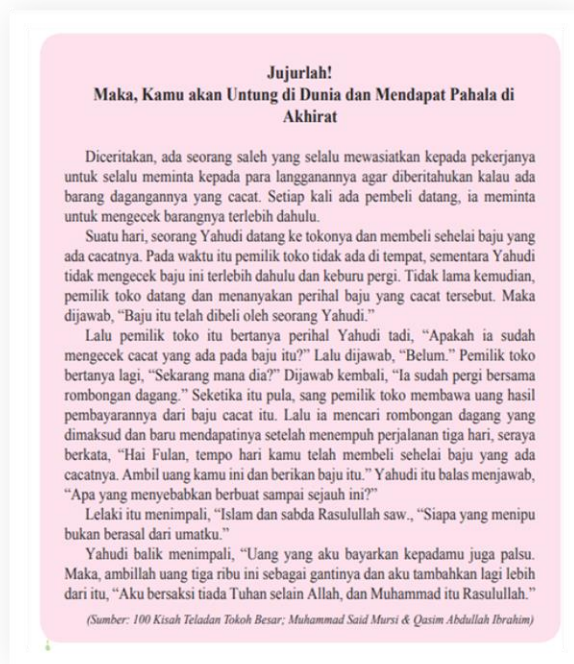 Jujurlah!
Maka, Kamu akan Untung di Dunia dan Mendapat Pahala di
Akhirat
Diceritakan, ada seorang saleh yang selalu mewasiatkan kepada pekerjanya
untuk selalu meminta kepada para langganannya agar diberitahukan kalau ada
barang dagangannya yang cacat. Setiap kali ada pembeli datang, ia meminta
untuk mengecek barangnya terlebih dahulu.
Suatu hari, seorang Yahudi datang ke tokonya dan membeli sehelai baju yang
ada cacatnya. Pada waktu itu pemilik toko tidak ada di tempat, sementara Yahudi
tidak mengecek baju ini terlebih dahulu dan keburu pergi. Tidak lama kemudian,
pemilik toko datang dan menanyakan perihal baju yang cacat tersebut. Maka
dijawab, “Baju itu telah dibeli oleh seorang Yahudi.”
Lalu pemilik toko itu bertanya perihal Yahudi tadi, “Apakah ia sudah
mengecek cacat yang ada pada baju itu?” Lalu dijawab, “Belum.” Pemilik toko
bertanya lagi, “Sekarang mana dia?” Dijawab kembali, “Ia sudah pergi bersama
rombongan dagang.” Seketika itu pula, sang pemilik toko membawa uang hasil
pembayarannya dari baju cacat itu. Lalu ia mencari rombongan dagang yang
dimaksud dan baru mendapatinya setelah menempuh perjalanan tiga hari, seraya
berkata, “Hai Fulan, tempo hari kamu telah membeli sehelai baju yang ada
cacatnya. Ambil uang kamu ini dan berikan baju itu.” Yahudi itu balas menjawab,
“Apa yang menyebabkan berbuat sampai sejauh ini?”
Lelaki itu menimpali, “Islam dan sabda Rasulullah saw., “Siapa yang menipu
bukan berasal dari umatku.”
Yahudi balik menimpali, “Uang yang aku bayarkan kepadamu juga palsu.
Maka, ambillah uang tiga ribu ini sebagai gantinya dan aku tambahkan lagi lebih
dari itu, “Aku bersaksi tiada Tuhan selain Allah, dan Muhammad itu Rasulullah.”
(Sumber: 100 Kisah Teladan Tokoh Besar; Muhammad Said Mursi & Qasim Abdullah Ibrahim)